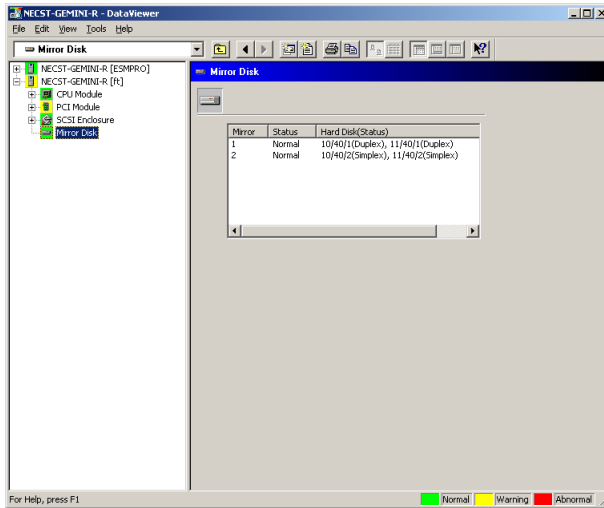 NECST-GEMINI-R - DataViewer
File Edit View Tools Help
Mirror Disk
NECST-GEMINI-R [ESMPRO]
NECST-GEMINI-R [ft]
CPU Module
PCI Module
SCSI Enclosure
Mirror Disk
Mirror Disk
Mirror Status Hard Disk(Status)
1 Normal 10/40/1(Duplex), 11/40/1(Duplex)
2 Normal 10/40/2(Simplex), 11/40/2(Simplex)
For Help, press F1 Normal Warning Abnormal